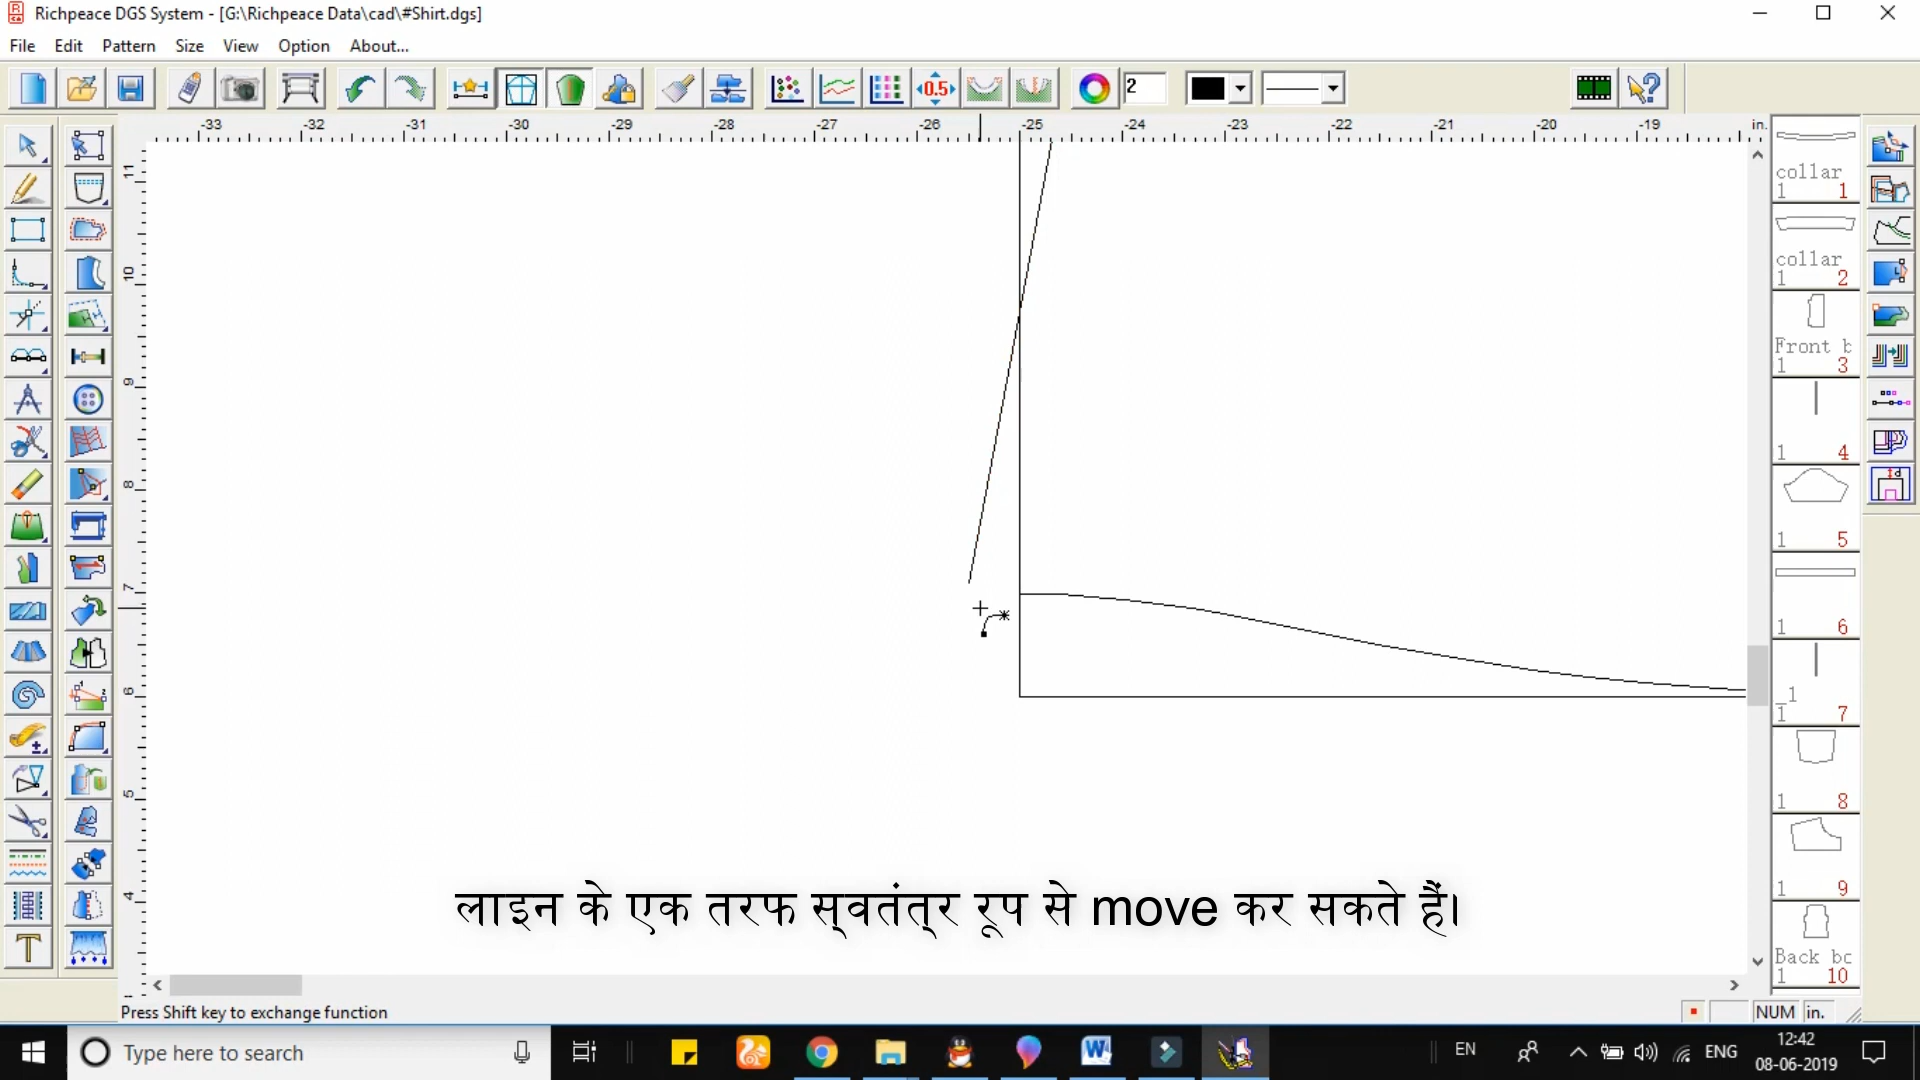 Richpeace DGS System - [G:\Richpeace Data\cad\#Shirt.dgs]
File Edit Pattern Size View Option About...
0.5 2
-33 -32 -31 -30 -29 -28 -27 -26 -25 -24 -23 -22 -21 -20 -19 in.
11
10
9
8
7
6
5
4
collar
1 1
collar
1 2
Front b
1 3
1 4
1 5
1 6
1
1 7
1 8
1 9
Back bc
1 10
लाइन के एक तरफ स्वतंत्र रूप से move कर सकते हैं।
Press Shift key to exchange function
NUM in.
Type here to search
EN
ENG
12:42
08-06-2019